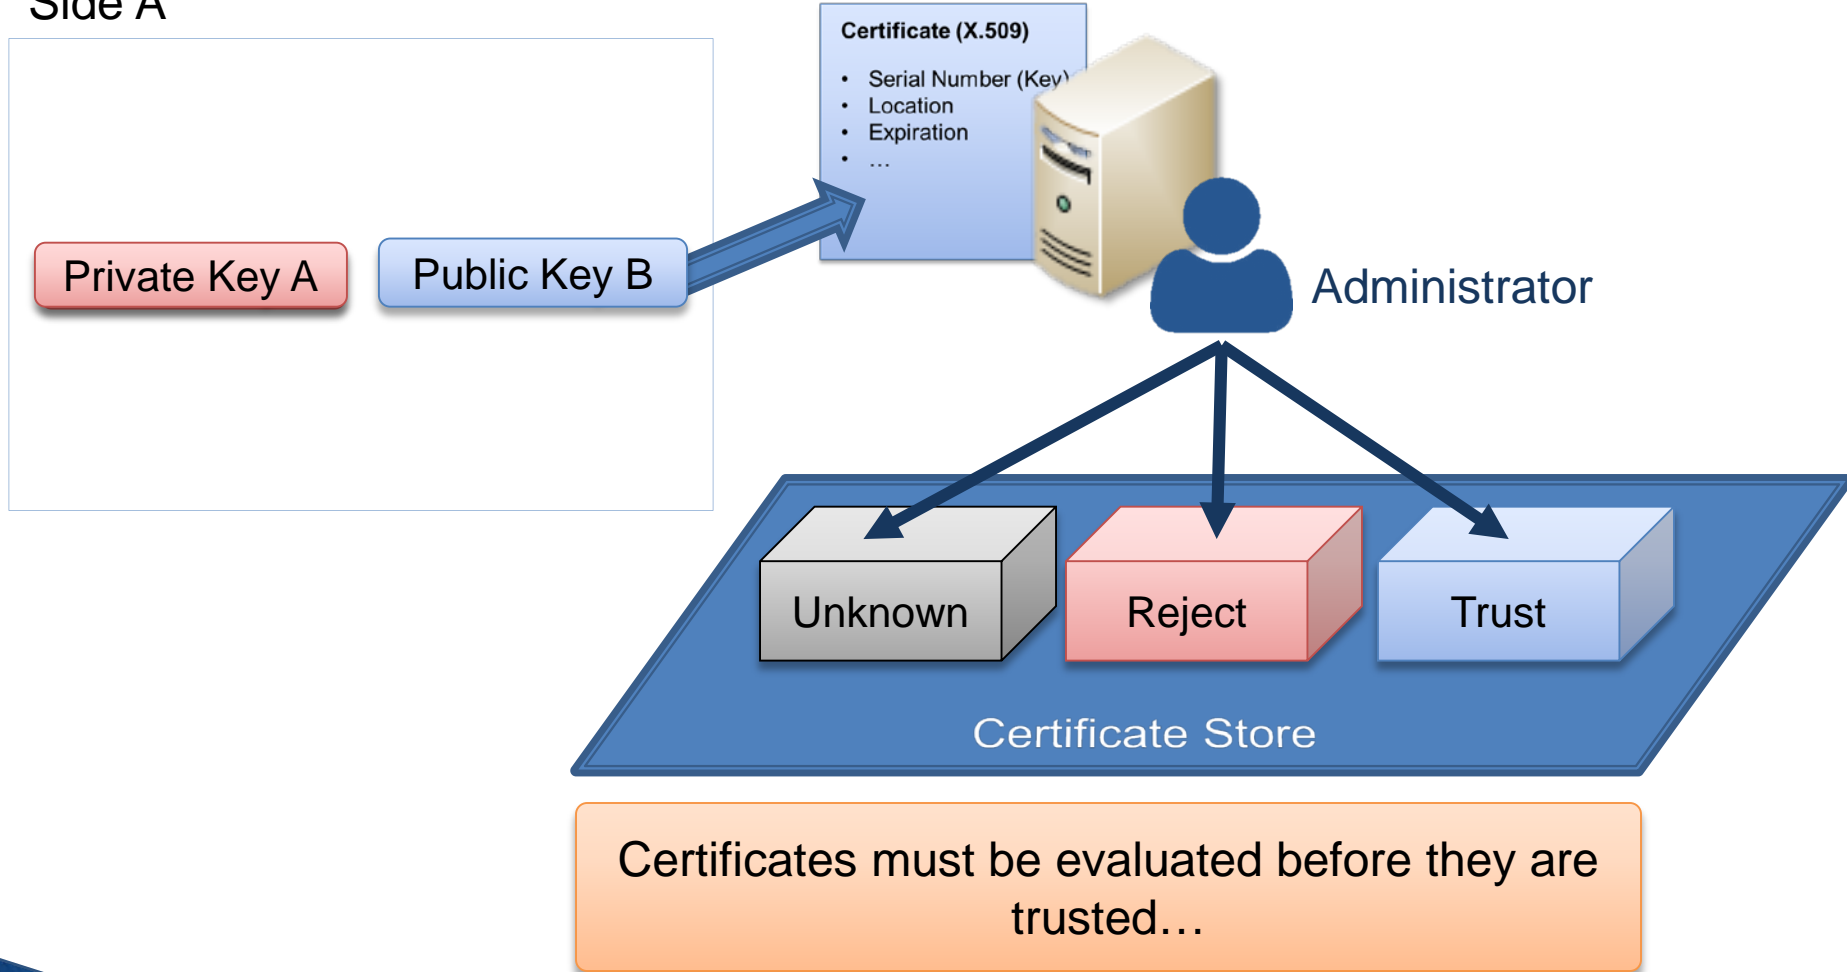 Side A
Certificate (X.509)
• Serial Number (Key)
• Location
• Expiration
• …
Private Key A
Public Key B
Administrator
Unknown
Reject
Trust
Certificate Store
Certificates must be evaluated before they are
trusted…